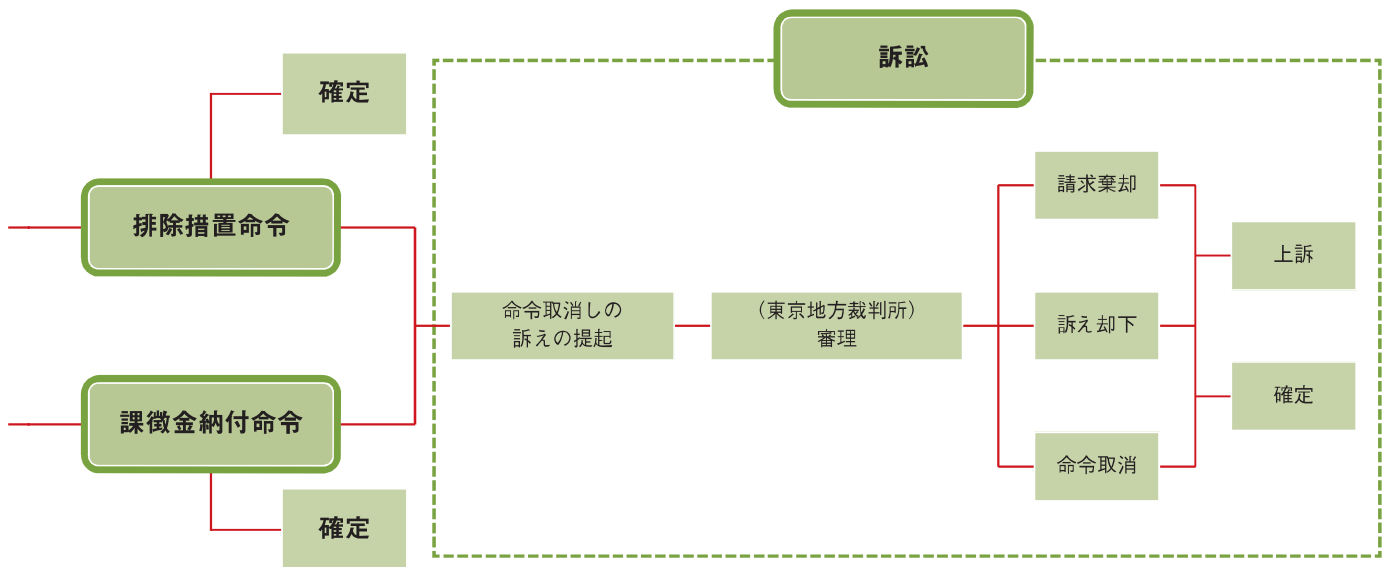 訴訟
確定
排除措置命令
課徴金納付命令
確定
命令取消しの
訴えの提起
（東京地方裁判所）
審理
請求棄却
訴え却下
命令取消
上訴
確定